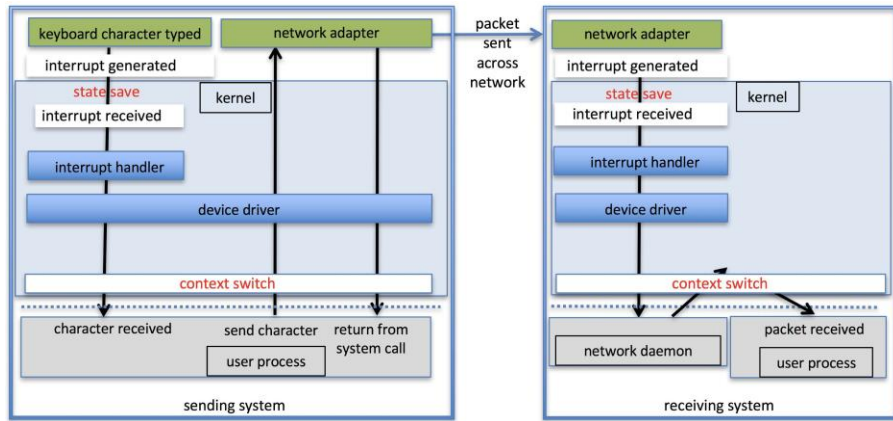 keyboard character typed
network adapter
interrupt generated
state save
kernel
interrupt received
interrupt handler
device driver
context switch
character received
send character
return from
system call
user process
sending system
packet
sent
across
network
network adapter
interrupt generated
state save
kernel
interrupt received
interrupt handler
device driver
context switch
network daemon
packet received
user process
receiving system